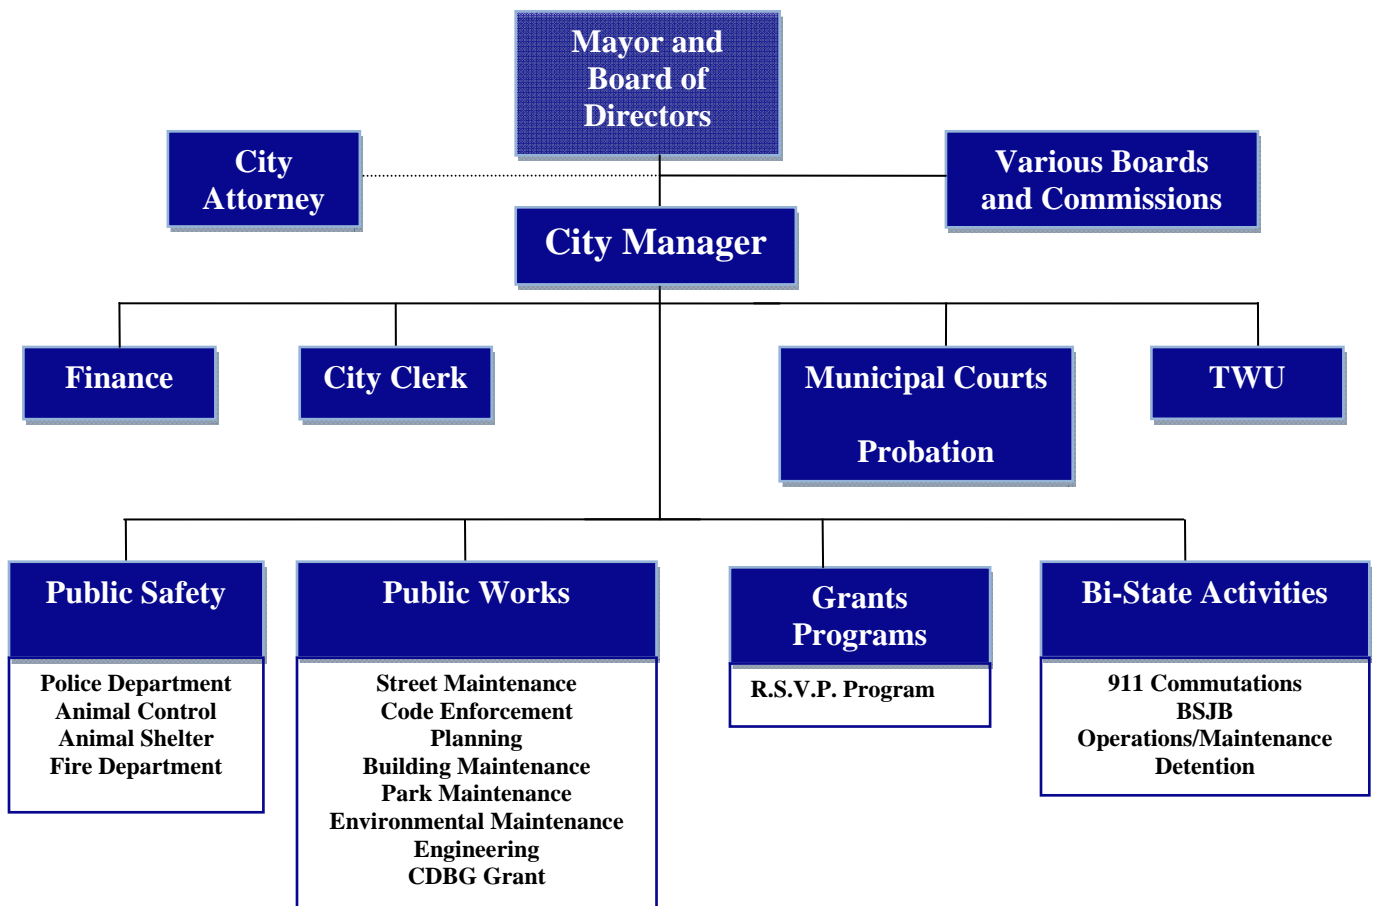 Mayor and
Board of
Directors
City
Attorney
Various Boards
and Commissions
City Manager
Finance
City Clerk
Municipal Courts
Probation
TWU
Public Safety
Police Department
Animal Control
Animal Shelter
Fire Department
Public Works
Street Maintenance
Code Enforcement
Planning
Building Maintenance
Park Maintenance
Environmental Maintenance
Engineering
CDBG Grant
Grants
Programs
R.S.V.P. Program
Bi-State Activities
911 Commutations
BSJB
Operations/Maintenance
Detention